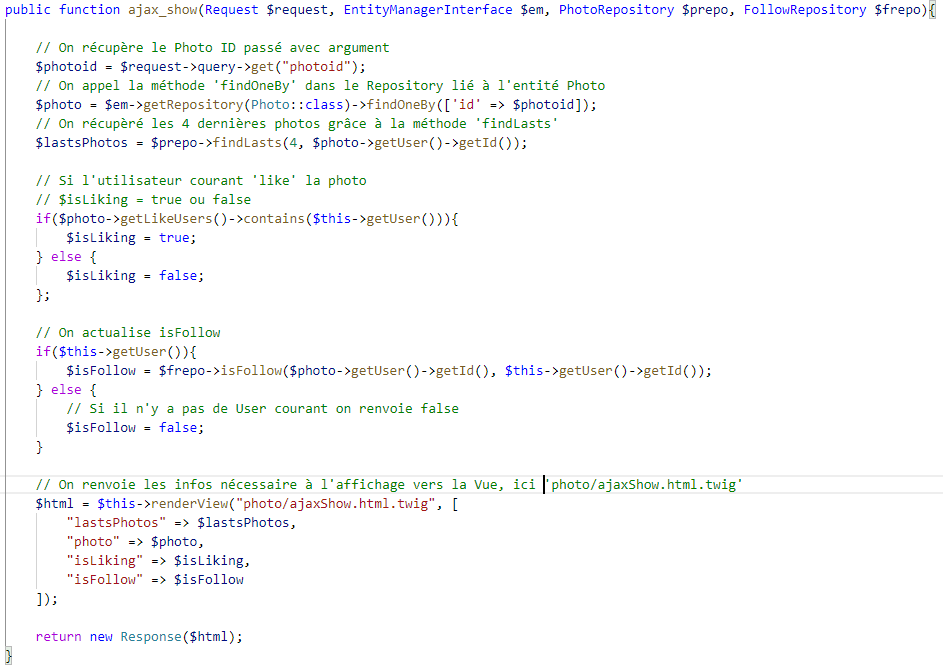 public function ajax_show(Request $request, EntityManagerInterface $em, PhotoRepository $prepo, FollowRepository $frepo){
// On récupère le Photo ID passé avec argument
$photoid = $request->query->get("photoid");
// On appel la méthode 'findOneBy' dans le Repository lié à l'entité Photo
$photo = $em->getRepository(Photo::class)->findOneBy(['id' => $photoid]);
// On récupèré les 4 dernières photos grâce à la méthode 'findLasts'
$lastsPhotos = $prepo->findLasts(4, $photo->getUser()->getId());
// Si l'utilisateur courant 'like' la photo
// $isLiking = true ou false
if($photo->getLikeUsers()->contains($this->getUser())){
$isLiking = true;
} else {
$isLiking = false;
};
// On actualise isFollow
if($this->getUser()){
$isFollow = $frepo->isFollow($photo->getUser()->getId(), $this->getUser()->getId());
} else {
// Si il n'y a pas de User courant on renvoie false
$isFollow = false;
}
// On renvoie les infos nécessaire à l'affichage vers la Vue, ici 'photo/ajaxShow.html.twig'
$html = $this->renderView("photo/ajaxShow.html.twig", [
"lastsPhotos" => $lastsPhotos,
"photo" => $photo,
"isLiking" => $isLiking,
"isFollow" => $isFollow
]);
return new Response($html);
}